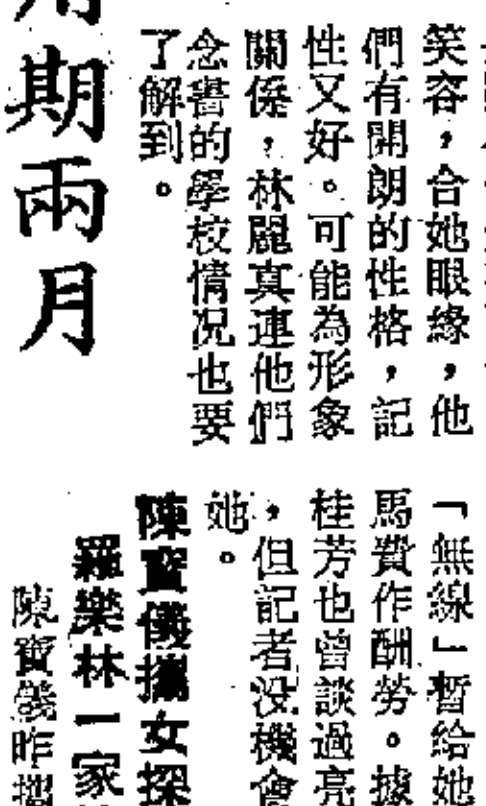 笑容，合她眼緣，他
們有開朗的性格，記
性又好。可能為形象
關係，林麗真連他們
念書的學校情况也要
了解到。
期兩月
「無線」暫給她
馬費作酬勞。據
桂芳也曾談過亮
，但記者没機會
她。
陳寶儀攜女探
羅樂林一家
陳寶儀昨攜